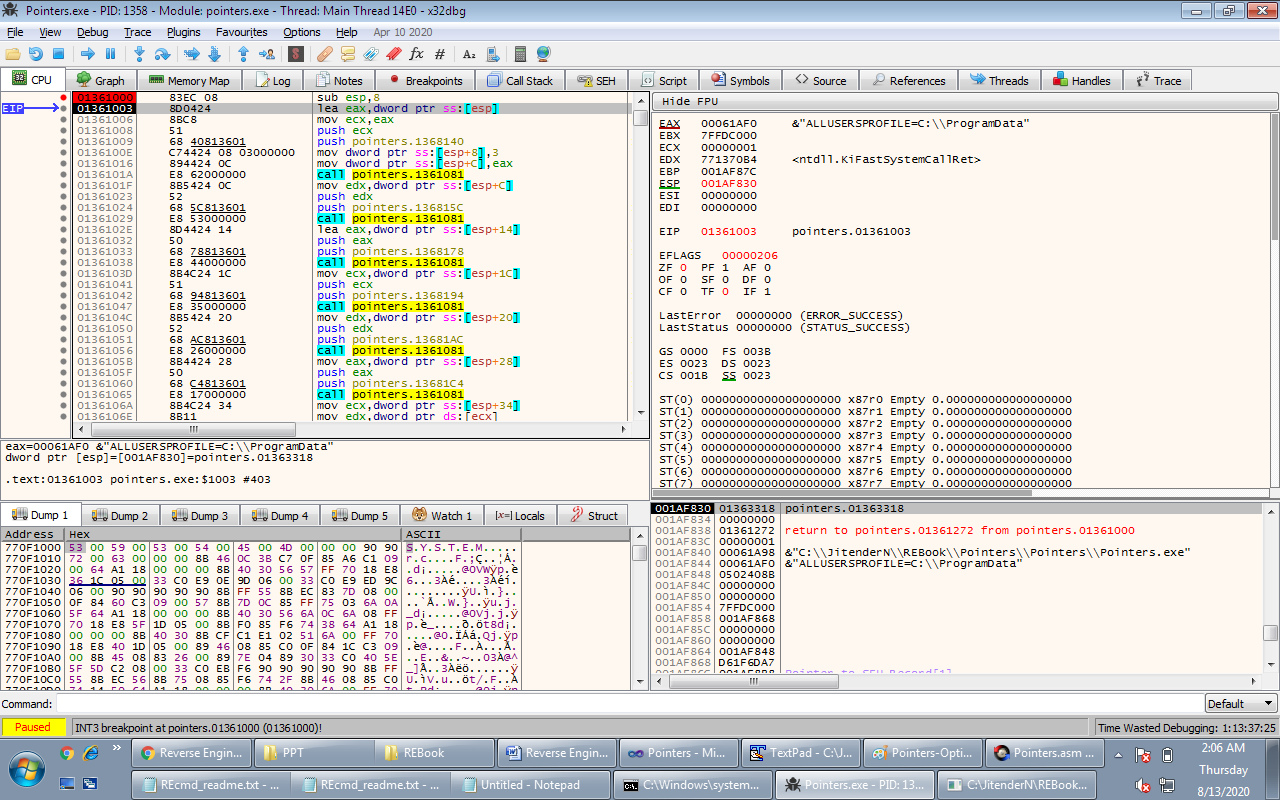 Pointers.exe - PID: 1358 - Module: pointers.exe - Thread: Main Thread 14E0 - x32dbg
File View Debug Trace Plugins Favourites Options Help Apr 10 2020
CPU Graph Memory Map Log Notes Breakpoints Call Stack SEH Script Symbols Source References Threads Handles Trace
EIP
01361000 83EC 08 sub esp,8
01361003 8D0424 lea eax,dword ptr ss:[esp]
01361006 8BC8 mov ecx,eax
01361008 51 push ecx
01361009 68 40813601 push pointers.1368140
0136100E C74424 08 03000000 mov dword ptr ss:[esp+8],3
01361016 894424 0C mov dword ptr ss:[esp+C],eax
0136101A E8 62000000 call pointers.1361081
0136101F 8B5424 0C mov edx,dword ptr ss:[esp+C]
01361023 52 push edx
01361024 68 5C813601 push pointers.136815C
01361029 E8 53000000 call pointers.1361081
0136102E 8D4424 14 lea eax,dword ptr ss:[esp+14]
01361032 50 push eax
01361033 68 78813601 push pointers.1368178
01361038 E8 44000000 call pointers.1361081
0136103D 8B4C24 1C mov ecx,dword ptr ss:[esp+1C]
01361041 51 push ecx
01361042 68 94813601 push pointers.1368194
01361047 E8 35000000 call pointers.1361081
0136104C 8B5424 20 mov edx,dword ptr ss:[esp+20]
01361050 52 push edx
01361051 68 AC813601 push pointers.13681AC
01361056 E8 26000000 call pointers.1361081
0136105B 8B4424 28 mov eax,dword ptr ss:[esp+28]
0136105F 50 push eax
01361060 68 C4813601 push pointers.13681C4
01361065 E8 17000000 call pointers.1361081
0136106A 8B4C24 34 mov ecx,dword ptr ss:[esp+34]
0136106E 8B11 mov edx,dword ptr ds:[ecx]
eax=00061AF0 &"ALLUSERSPROFILE=C:\\ProgramData"
dword ptr [esp]=[001AF830]=pointers.01363318
.text:01361003 pointers.exe:$1003 #403
Hide FPU
EAX 00061AF0 &"ALLUSERSPROFILE=C:\\ProgramData"
EBX 7FFDC000
ECX 00000001
EDX 771370B4 <ntdll.KiFastSystemCallRet>
EBP 001AF87C
ESP 001AF830
ESI 00000000
EDI 00000000
EIP 01361003 pointers.01361003
EFLAGS 00000206
ZF 0 PF 1 AF 0
OF 0 SF 0 DF 0
CF 0 TF 0 IF 1
LastError 00000000 (ERROR_SUCCESS)
LastStatus 00000000 (STATUS_SUCCESS)
GS 0000 FS 003B
ES 0023 DS 0023
CS 001B SS 0023
ST(0) 00000000000000000000 x87r0 Empty 0.000000000000000000
ST(1) 00000000000000000000 x87r1 Empty 0.000000000000000000
ST(2) 00000000000000000000 x87r2 Empty 0.000000000000000000
ST(3) 00000000000000000000 x87r3 Empty 0.000000000000000000
ST(4) 00000000000000000000 x87r4 Empty 0.000000000000000000
ST(5) 00000000000000000000 x87r5 Empty 0.000000000000000000
ST(6) 00000000000000000000 x87r6 Empty 0.000000000000000000
ST(7) 00000000000000000000 x87r7 Empty 0.000000000000000000
Dump 1 Dump 2 Dump 3 Dump 4 Dump 5 Watch 1 Locals Struct
Address Hex ASCII
770F1000 53 00 59 00 53 00 54 00 45 00 4D 00 00 00 90 90 S.Y.S.T.E.M.....
770F1010 72 00 63 00 00 00 8B 46 0C 3B C7 0F 85 A6 C1 09
770F1020 00 64 A1 18 00 00 00 8B 40 30 56 57 FF 70 18 E8
770F1030 36 1C 05 00 33 C0 E9 0E 9D 06 00 33 C0 E9 ED 9C
770F1040 06 00 90 90 90 90 90 8B FF 55 8B EC 83 7D 08 00
770F1050 0F 84 60 C3 09 00 57 8B 7D 0C 85 FF 75 03 6A 0A
770F1060 5F 64 A1 18 00 00 00 8B 40 30 56 6A 0C 6A 08 FF
770F1070 70 18 E8 5F 1D 05 00 8B F0 85 F6 74 38 64 A1 18
770F1080 00 00 00 8B 40 30 8B CF C1 E1 02 51 6A 00 FF 70
770F1090 18 E8 40 1D 05 00 89 46 08 85 C0 0F 84 1C C3 09
770F10A0 00 8B 45 08 83 26 00 89 7E 04 89 30 33 C0 40 5E
770F10B0 5F 5D C2 08 00 33 C0 EB F6 90 90 90 90 90 8B FF
770F10C0 55 8B EC 56 8B 75 08 85 F6 74 2F 8B 46 08 85 C0
001AF830 01363318 pointers.01363318
001AF834 00000000
001AF838 01361272 return to pointers.01361272 from pointers.01361000
001AF83C 00000001
001AF840 00061A98 &"C:\\JitenderN\\REBook\\Pointers\\Pointers\\Pointers.exe"
001AF844 00061AF0 &"ALLUSERSPROFILE=C:\\ProgramData"
001AF848 0502408B
001AF84C 00000000
001AF850 00000000
001AF854 7FFDC000
001AF858 001AF868
001AF85C 00000000
001AF860 00000000
001AF864 001AF848
001AF868 D61F6DA7
Command:
Default
Paused INT3 breakpoint at pointers.01361000 (01361000)! Time Wasted Debugging: 1:13:37:25
Reverse Engin... PPT REBook Reverse Engin... Pointers - Mi... TextPad - C:\J... Pointers-Opti... Pointers.asm ...
REcmd_readme.txt - ... REcmd_readme.txt - ... Untitled - Notepad C:\Windows\system... Pointers.exe - PID: 13... C:\JitenderN\REBook...
2:06 AM
Thursday
8/13/2020